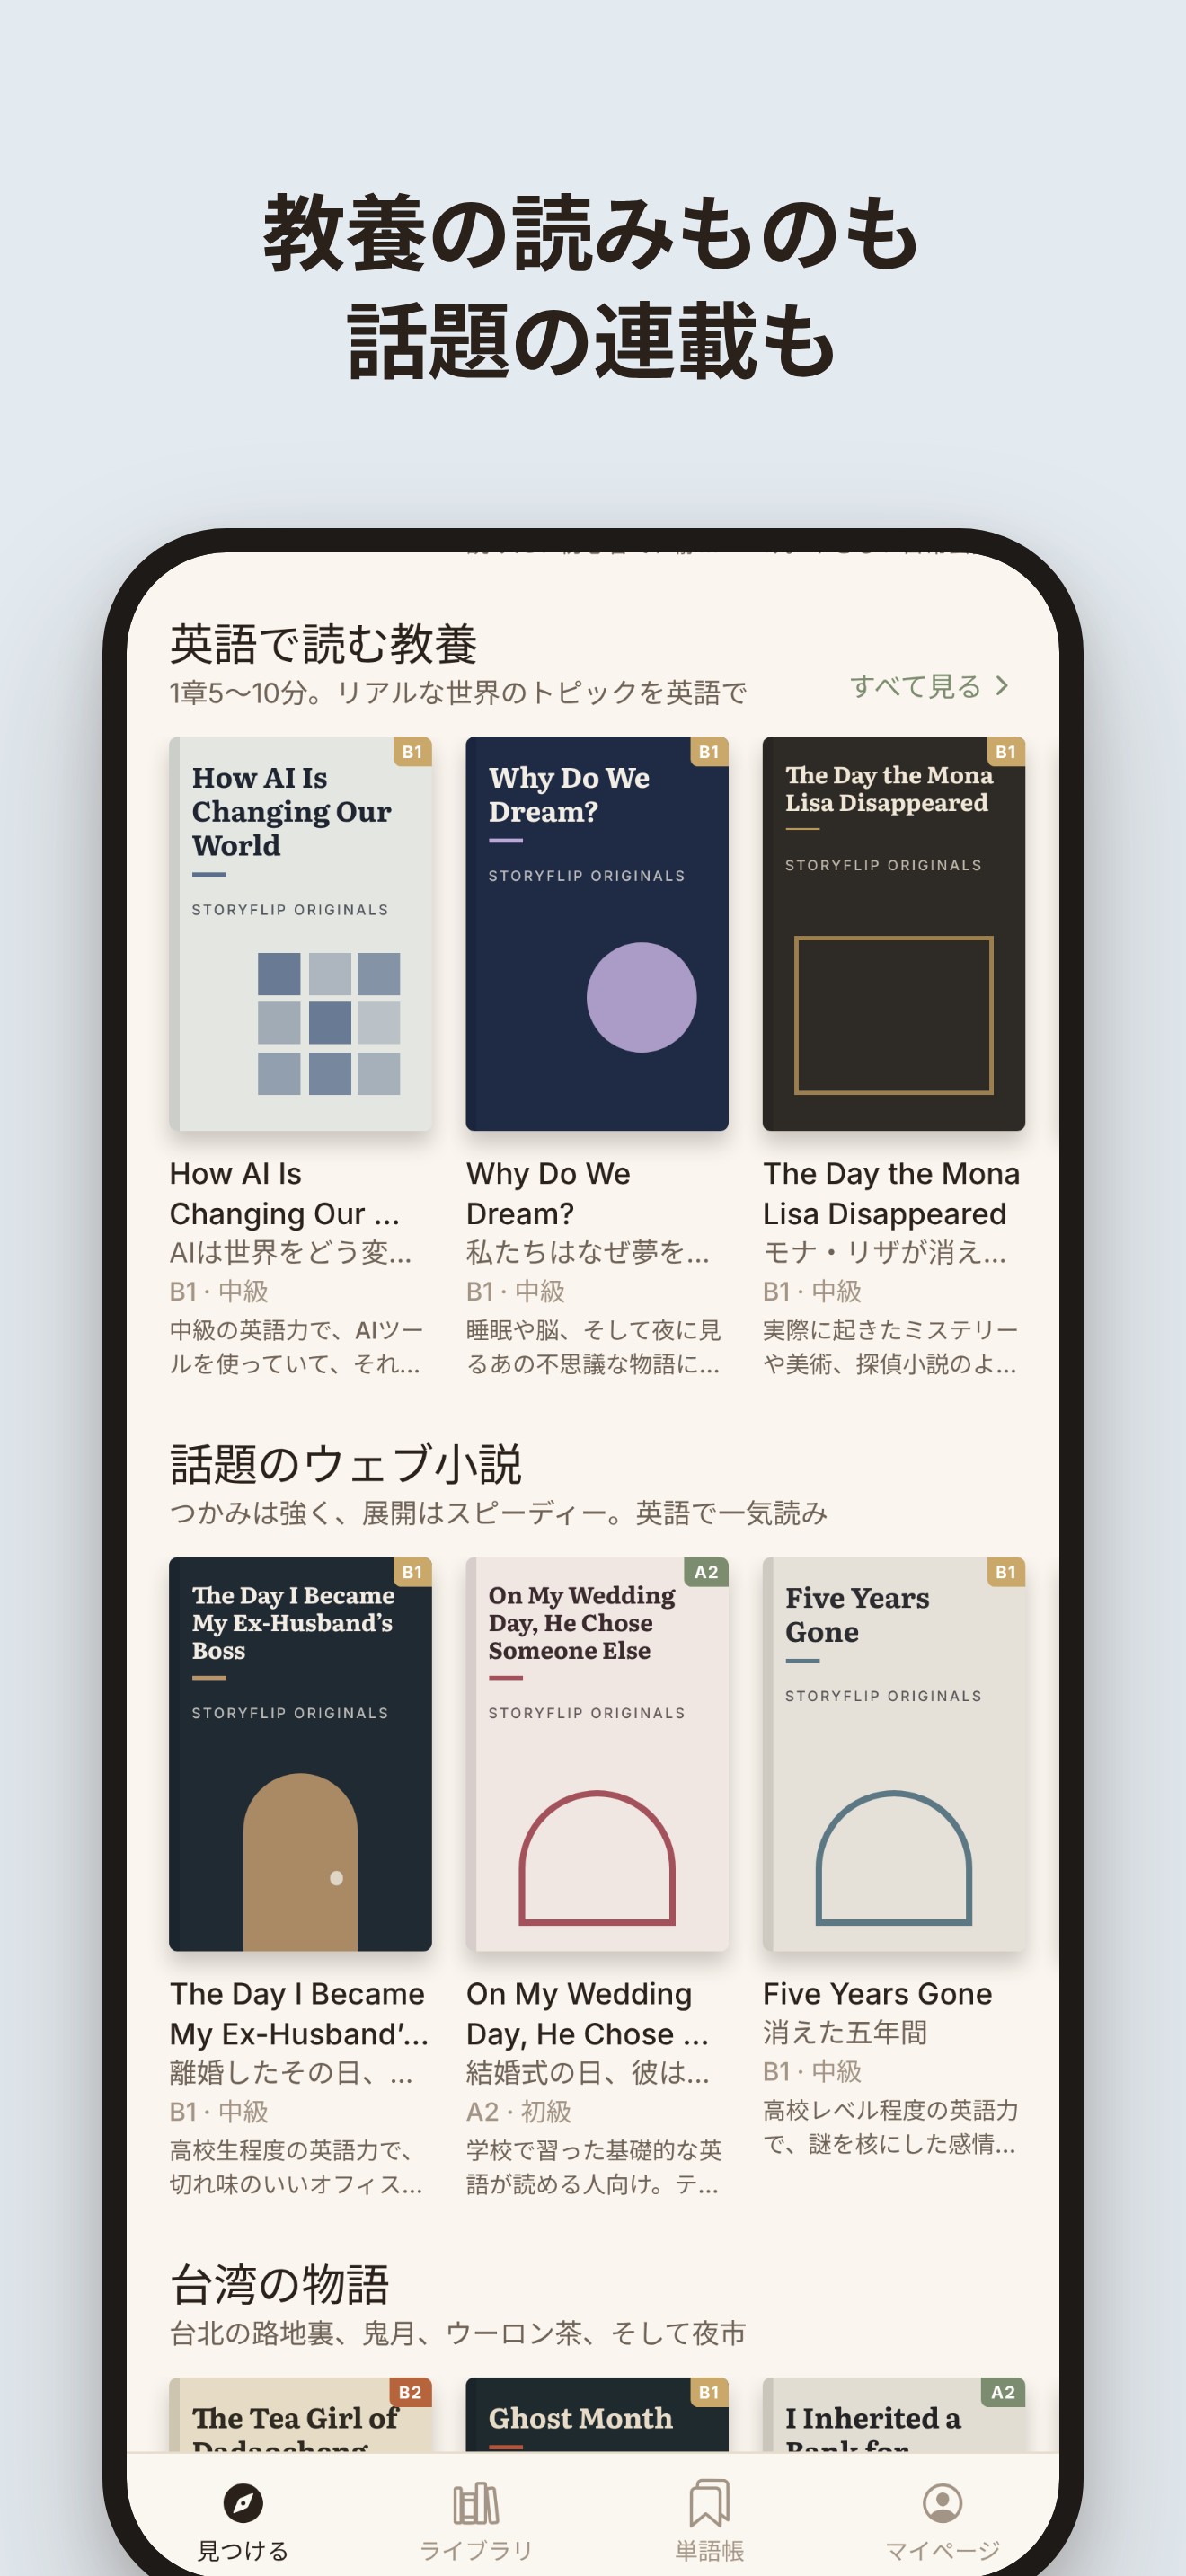 教養の読みものも
話題の連載も
英語で読む教養
1章5〜10分。リアルな世界のトピックを英語で
すべて見る
B1
How AI Is
Changing Our
World
STORYFLIP ORIGINALS
B1
Why Do We
Dream?
STORYFLIP ORIGINALS
B1
The Day the Mona
Lisa Disappeared
STORYFLIP ORIGINALS
How AI Is
Changing Our ...
AIは世界をどう変...
B1 · 中級
中級の英語力で、AIツー
ルを使っていて、それ...
Why Do We
Dream?
私たちはなぜ夢を...
B1 · 中級
睡眠や脳、そして夜に見
るあの不思議な物語に...
The Day the Mona
Lisa Disappeared
モナ・リザが消え...
B1 · 中級
実際に起きたミステリー
や美術、探偵小説のよ...
話題のウェブ小説
つかみは強く、展開はスピーディー。英語で一気読み
B1
The Day I Became
My Ex-Husband’s
Boss
STORYFLIP ORIGINALS
A2
On My Wedding
Day, He Chose
Someone Else
STORYFLIP ORIGINALS
B1
Five Years
Gone
STORYFLIP ORIGINALS
The Day I Became
My Ex-Husband’...
離婚したその日、...
B1 · 中級
高校生程度の英語力で、
切れ味のいいオフィス...
On My Wedding
Day, He Chose ...
結婚式の日、彼は...
A2 · 初級
学校で習った基礎的な英
語が読める人向け。テ...
Five Years Gone
消えた五年間
B1 · 中級
高校レベル程度の英語力
で、謎を核にした感情...
台湾の物語
台北の路地裏、鬼月、ウーロン茶、そして夜市
B2
The Tea Girl of
Dadaocheng
B1
Ghost Month
A2
I Inherited a
Bank for
見つける
ライブラリ
単語帳
マイページ